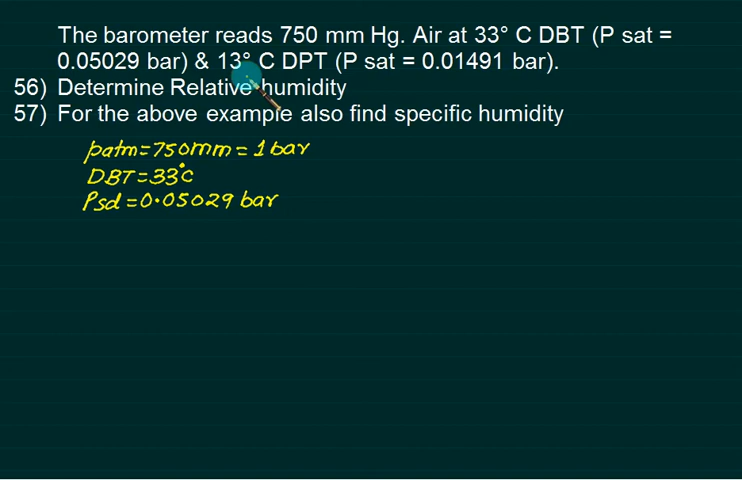 The barometer reads 750 mm Hg. Air at 33° C DBT (P sat =
0.05029 bar) & 13° C DPT (P sat = 0.01491 bar).
56) Determine Relative humidity
57) For the above example also find specific humidity
patm=750mm=1 bar
DBT=33°C
Psd=0.05029 bar